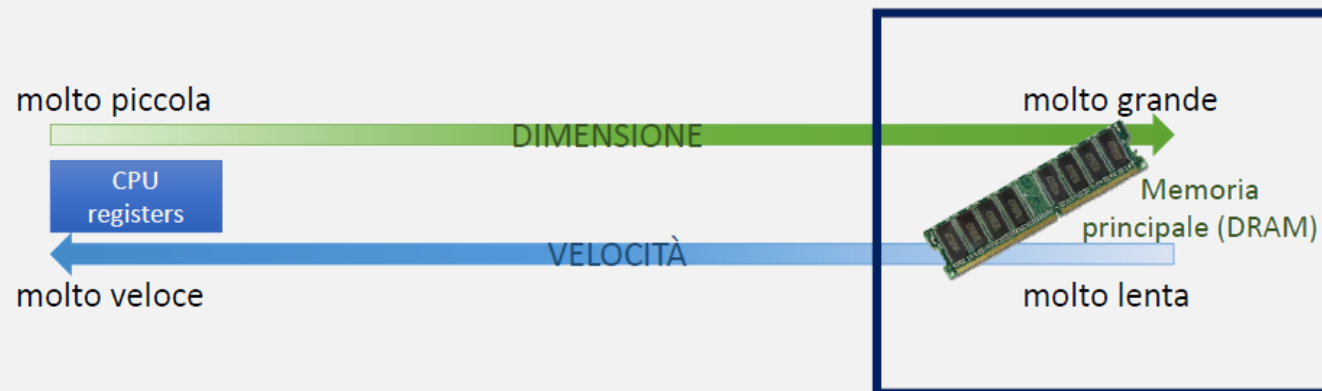 molto piccola
molto grande
DIMENSIONE
CPU
registers
Memoria
principale (DRAM)
VELOCITÀ
molto veloce
molto lenta